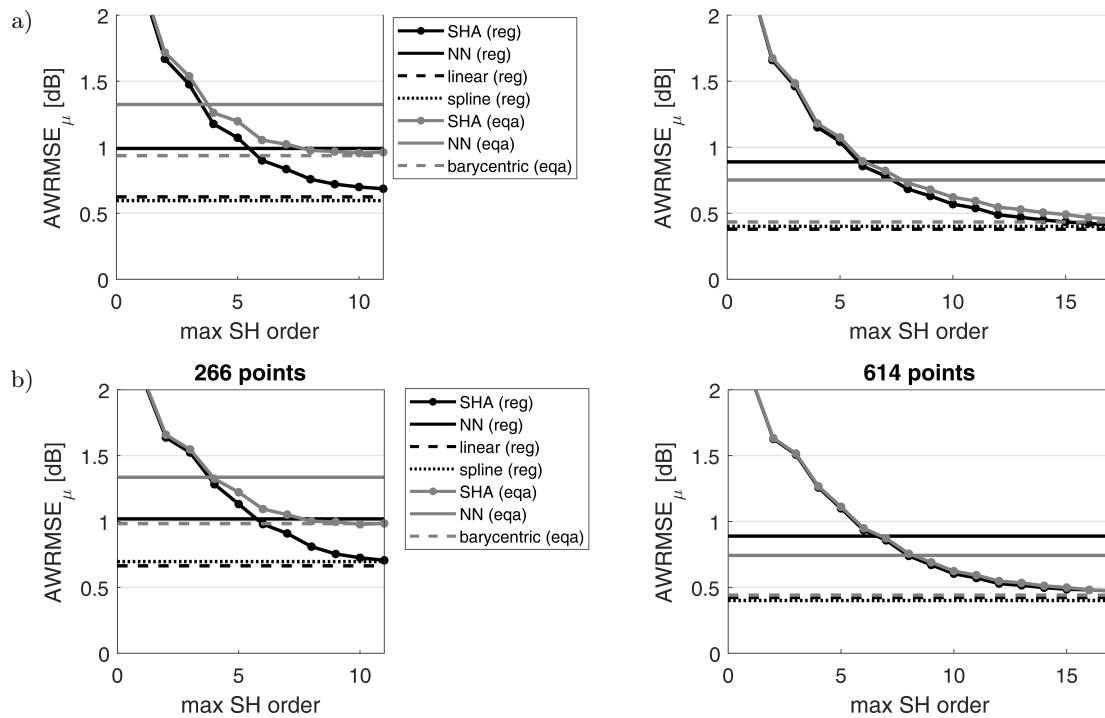 a)
AWRMSE_μ [dB]
2
1.5
1
0.5
0
0 5 10
max SH order
SHA (reg)
NN (reg)
linear (reg)
spline (reg)
SHA (eqa)
NN (eqa)
barycentric (eqa)
AWRMSE_μ [dB]
2
1.5
1
0.5
0
0 5 10 15
max SH order
b)
266 points
AWRMSE_μ [dB]
2
1.5
1
0.5
0
0 5 10
max SH order
SHA (reg)
NN (reg)
linear (reg)
spline (reg)
SHA (eqa)
NN (eqa)
barycentric (eqa)
614 points
AWRMSE_μ [dB]
2
1.5
1
0.5
0
0 5 10 15
max SH order